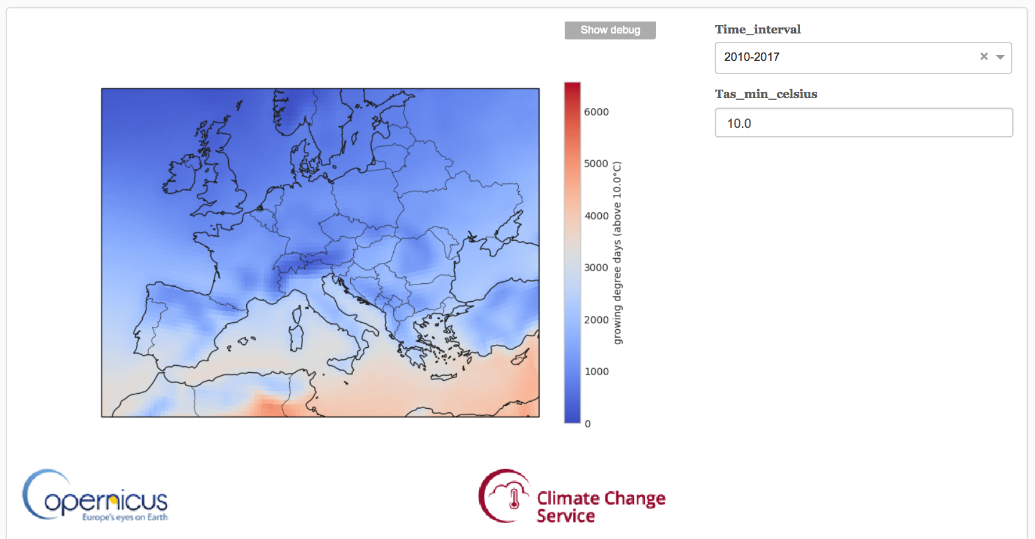 Show debug
Time_interval
2010-2017
Tas_min_celsius
10.0
6000
5000
4000
3000
2000
1000
0
growing degree days (above 10.0°C)
opernicus
Europe's eyes on Earth
Climate Change
Service